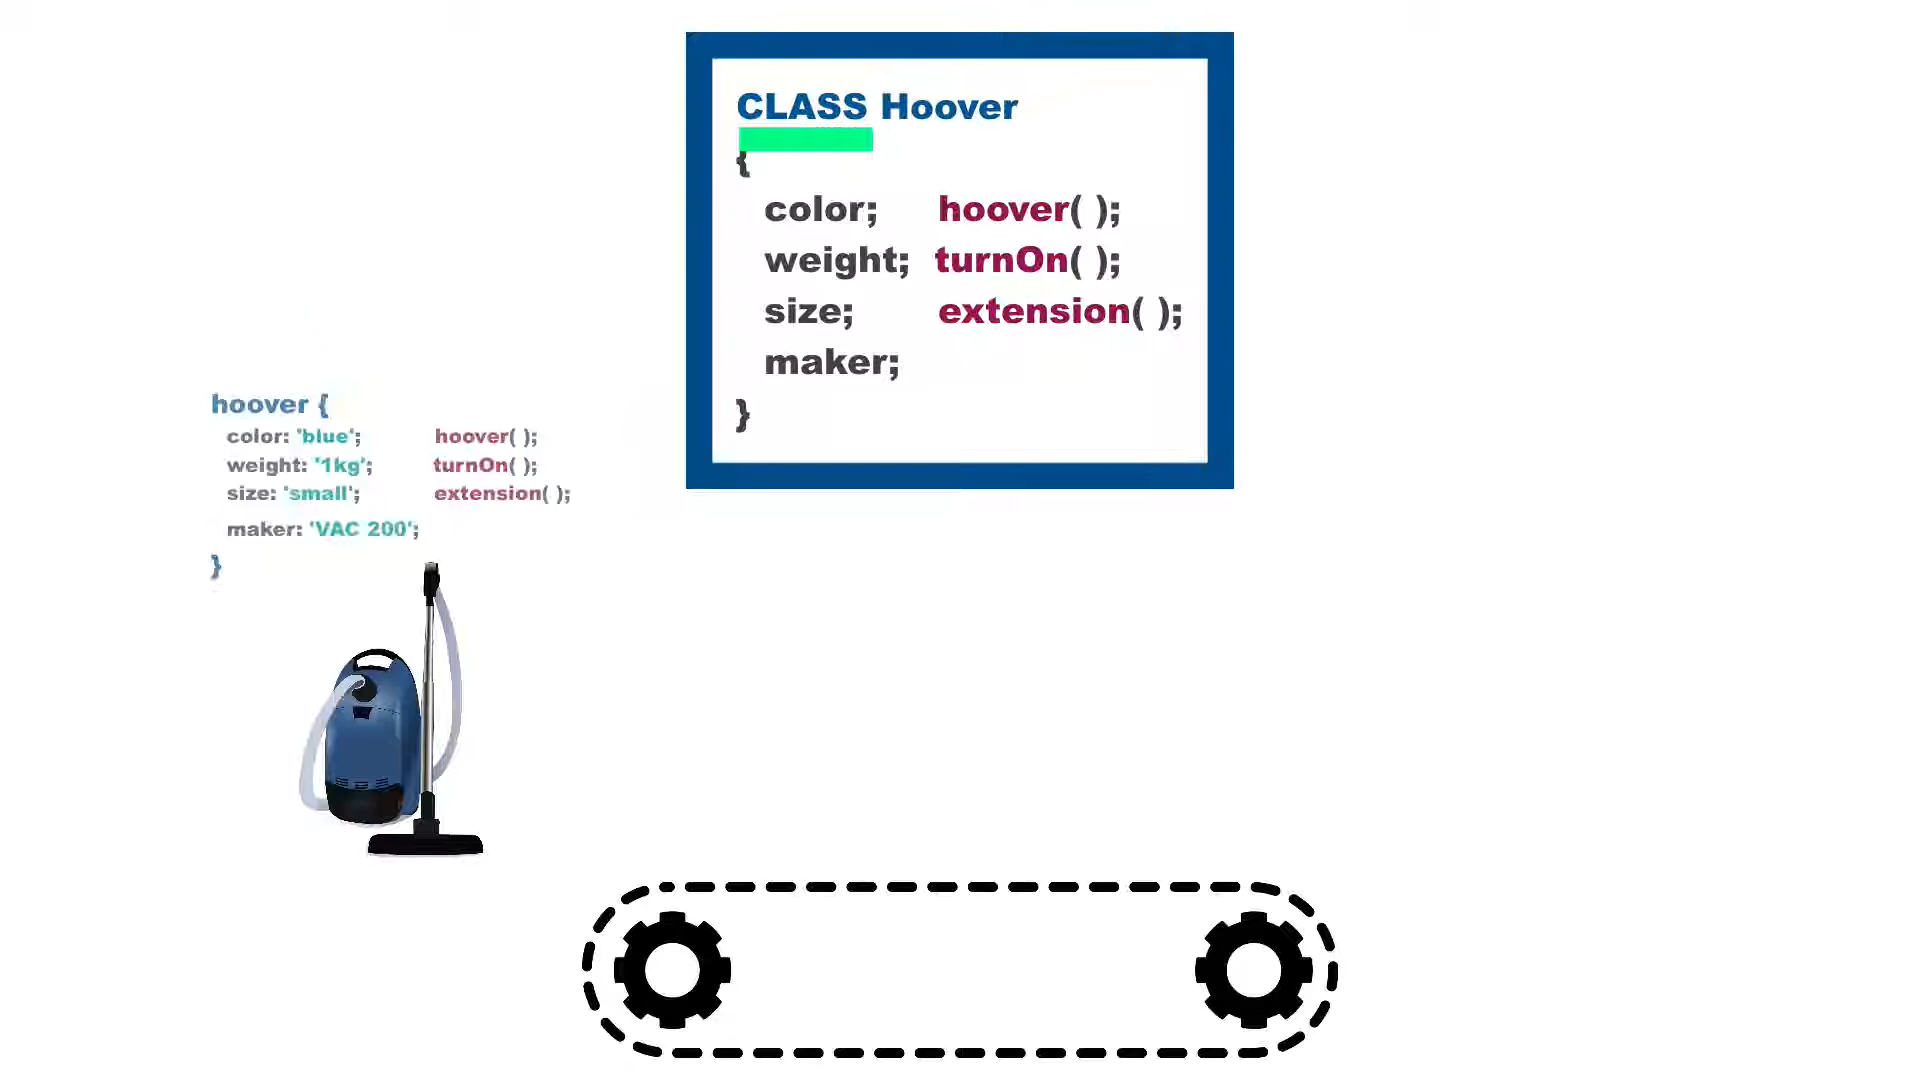 CLASS Hoover
{
color; hoover( );
weight; turnOn( );
size; extension( );
maker;
}
hoover {
color: 'blue'; hoover( );
weight: '1kg'; turnOn( );
size: 'small'; extension( );
maker: 'VAC 200';
}